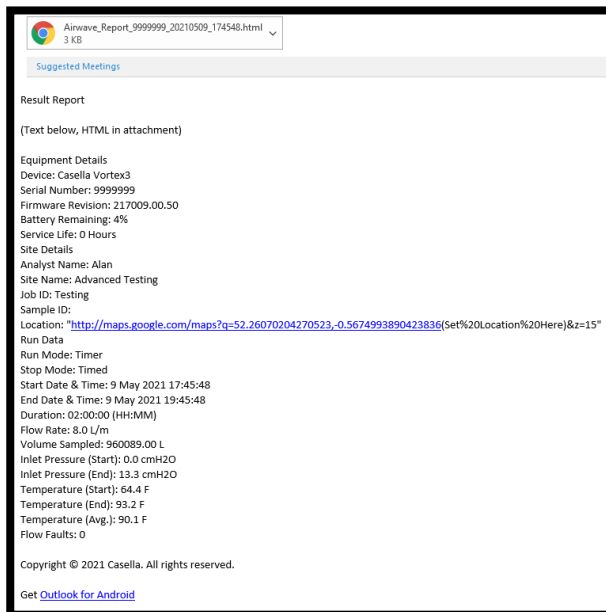 Airwave_Report_9999999_20210509_174548.html
3 KB
Suggested Meetings
Result Report
(Text below, HTML in attachment)
Equipment Details
Device: Casella Vortex3
Serial Number: 9999999
Firmware Revision: 217009.00.50
Battery Remaining: 4%
Service Life: 0 Hours
Site Details
Analyst Name: Alan
Site Name: Advanced Testing
Job ID: Testing
Sample ID:
Location: "http://maps.google.com/maps?q=52.26070204270523,-0.5674993890423836(Set%20Location%20Here)&z=15"
Run Data
Run Mode: Timer
Stop Mode: Timed
Start Date & Time: 9 May 2021 17:45:48
End Date & Time: 9 May 2021 19:45:48
Duration: 02:00:00 (HH:MM)
Flow Rate: 8.0 L/m
Volume Sampled: 960089.00 L
Inlet Pressure (Start): 0.0 cmH2O
Inlet Pressure (End): 13.3 cmH2O
Temperature (Start): 64.4 F
Temperature (End): 93.2 F
Temperature (Avg.): 90.1 F
Flow Faults: 0
Copyright © 2021 Casella. All rights reserved.
Get Outlook for Android